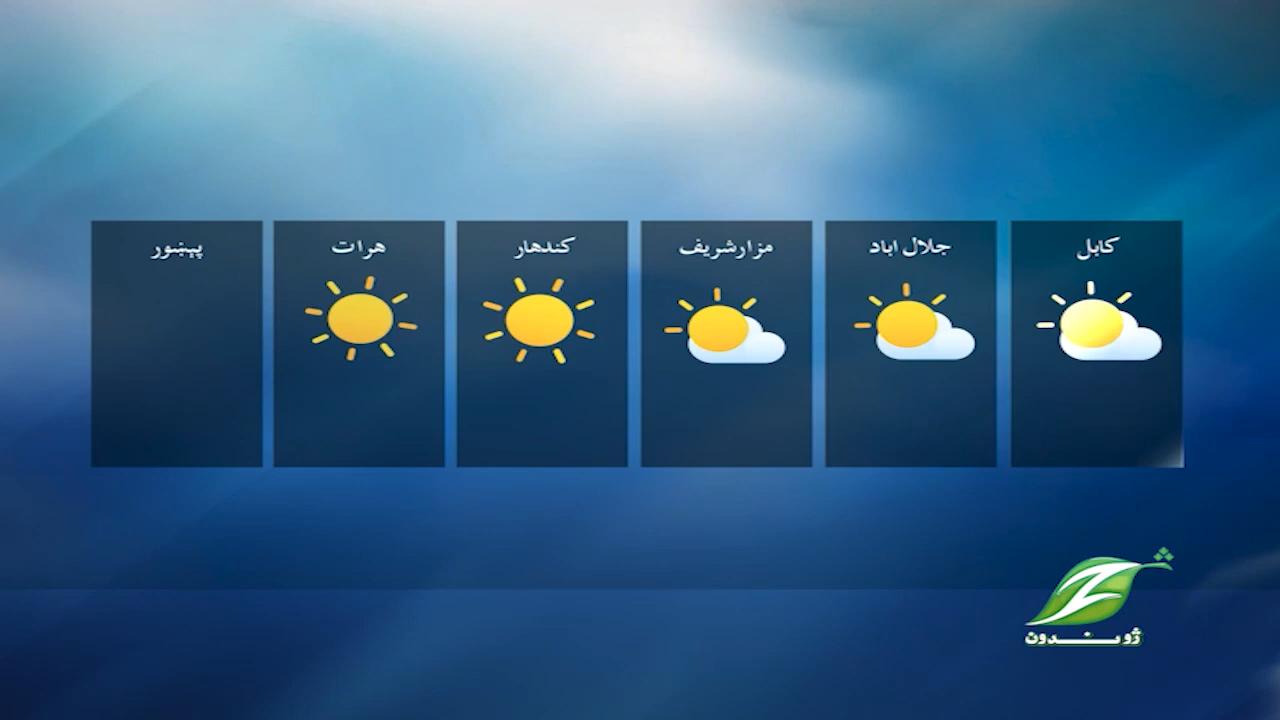 کابل
جلال اباد
مزارشریف
کندهار
هرات
پېښور
ژوندون